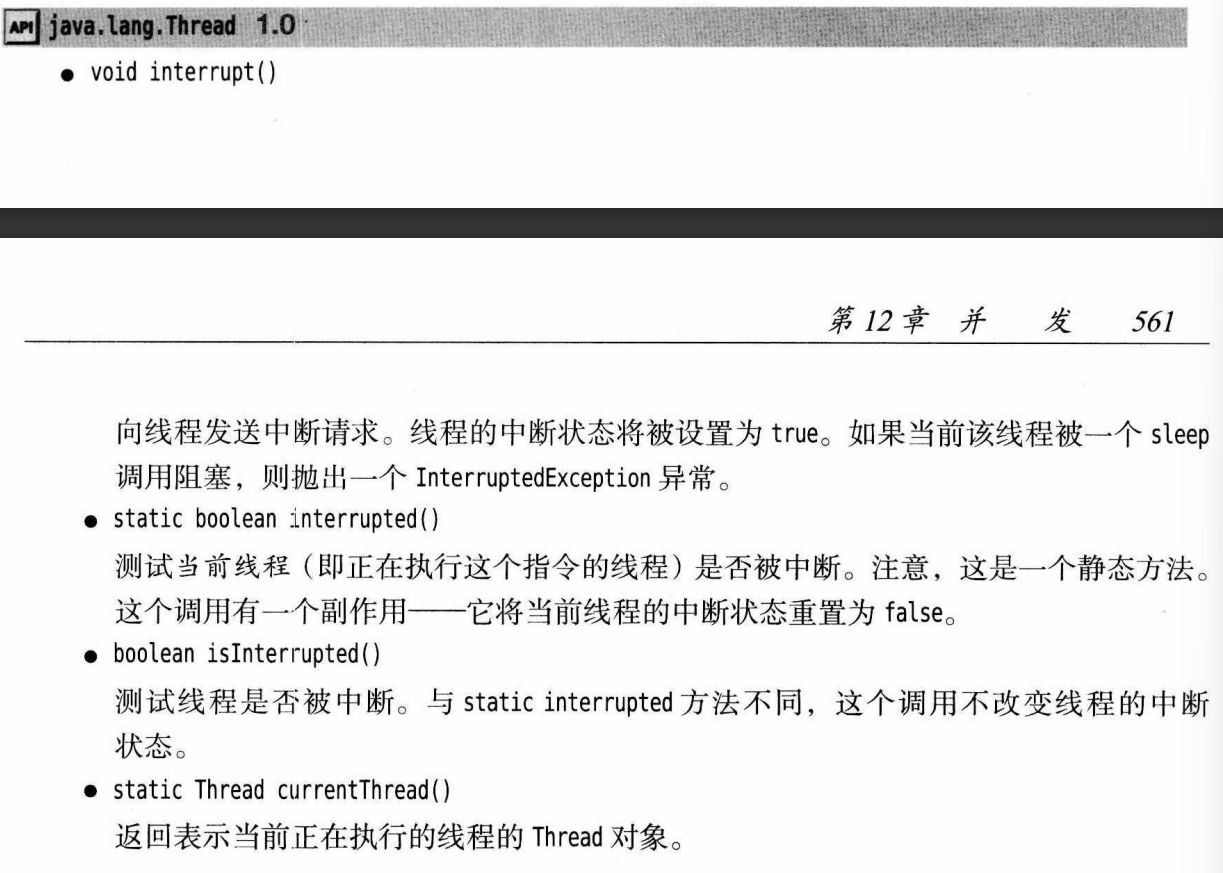 API java.lang.Thread 1.0
● void interrupt()
第 12 章 并 发 561
向线程发送中断请求。线程的中断状态将被设置为 true。如果当前该线程被一个 sleep
调用阻塞，则抛出一个 InterruptedException 异常。
● static boolean interrupted()
测试当前线程（即正在执行这个指令的线程）是否被中断。注意，这是一个静态方法。
这个调用有一个副作用——它将当前线程的中断状态重置为 false。
● boolean isInterrupted()
测试线程是否被中断。与 static interrupted 方法不同，这个调用不改变线程的中断
状态。
● static Thread currentThread()
返回表示当前正在执行的线程的 Thread 对象。